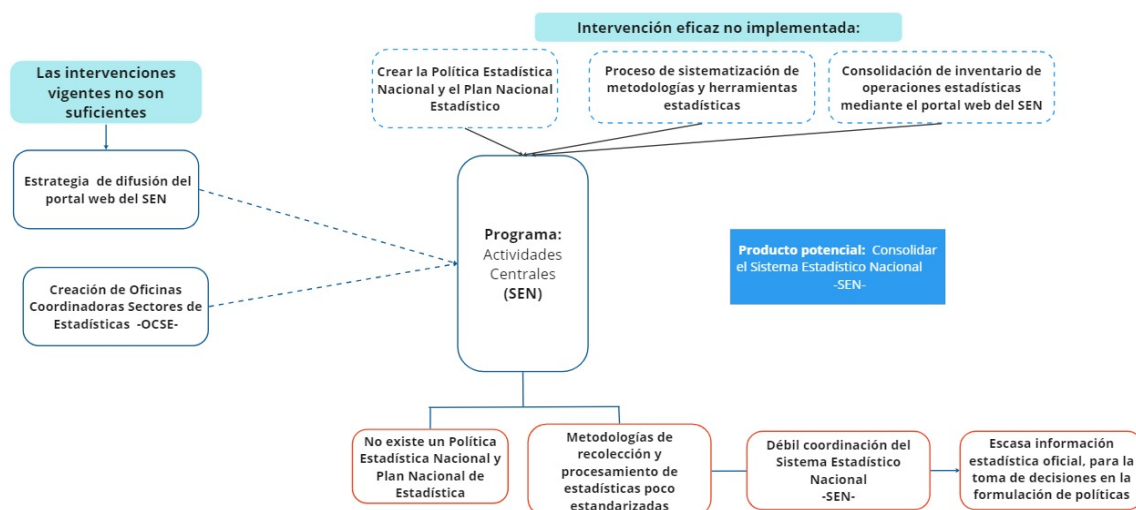 Intervención eficaz no implementada:
Las intervenciones
vigentes no son
suficientes
Crear la Política Estadística
Nacional y el Plan Nacional
Estadístico
Proceso de sistematización de
metodologías y herramientas
estadísticas
Consolidación de inventario de
operaciones estadísticas
mediante el portal web del SEN
Estrategia de difusión del
portal web del SEN
Creación de Oficinas
Coordinadoras Sectores de
Estadísticas -OCSE-
Programa:
Actividades
Centrales
(SEN)
Producto potencial: Consolidar
el Sistema Estadístico Nacional
-SEN-
No existe un Política
Estadística Nacional y
Plan Nacional de
Estadística
Metodologías de
recolección y
procesamiento de
estadísticas poco
estandarizadas
Débil coordinación del
Sistema Estadístico
Nacional
-SEN-
Escasa información
estadística oficial, para la
toma de decisiones en la
formulación de políticas